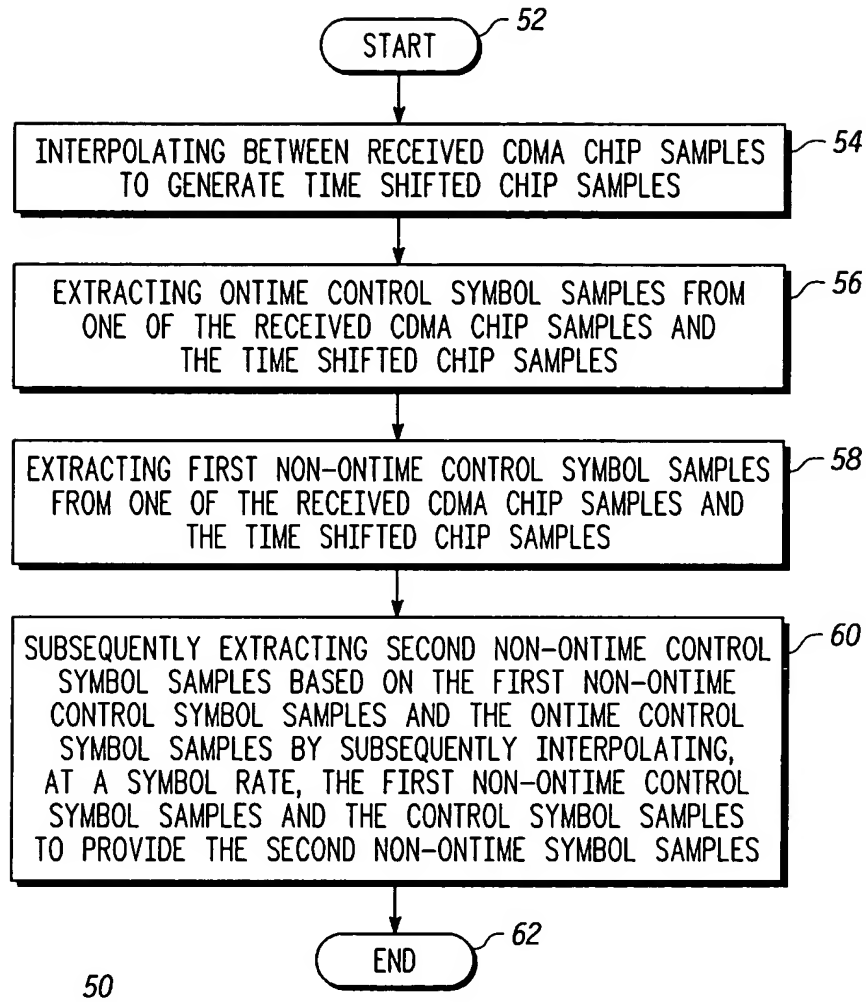 START
52
INTERPOLATING BETWEEN RECEIVED CDMA CHIP SAMPLES
TO GENERATE TIME SHIFTED CHIP SAMPLES
54
EXTRACTING ONTIME CONTROL SYMBOL SAMPLES FROM
ONE OF THE RECEIVED CDMA CHIP SAMPLES AND
THE TIME SHIFTED CHIP SAMPLES
56
EXTRACTING FIRST NON-ONTIME CONTROL SYMBOL SAMPLES
FROM ONE OF THE RECEIVED CDMA CHIP SAMPLES AND
THE TIME SHIFTED CHIP SAMPLES
58
SUBSEQUENTLY EXTRACTING SECOND NON-ONTIME CONTROL
SYMBOL SAMPLES BASED ON THE FIRST NON-ONTIME
CONTROL SYMBOL SAMPLES AND THE ONTIME CONTROL
SYMBOL SAMPLES BY SUBSEQUENTLY INTERPOLATING,
AT A SYMBOL RATE, THE FIRST NON-ONTIME CONTROL
SYMBOL SAMPLES AND THE CONTROL SYMBOL SAMPLES
TO PROVIDE THE SECOND NON-ONTIME SYMBOL SAMPLES
60
END
62
50